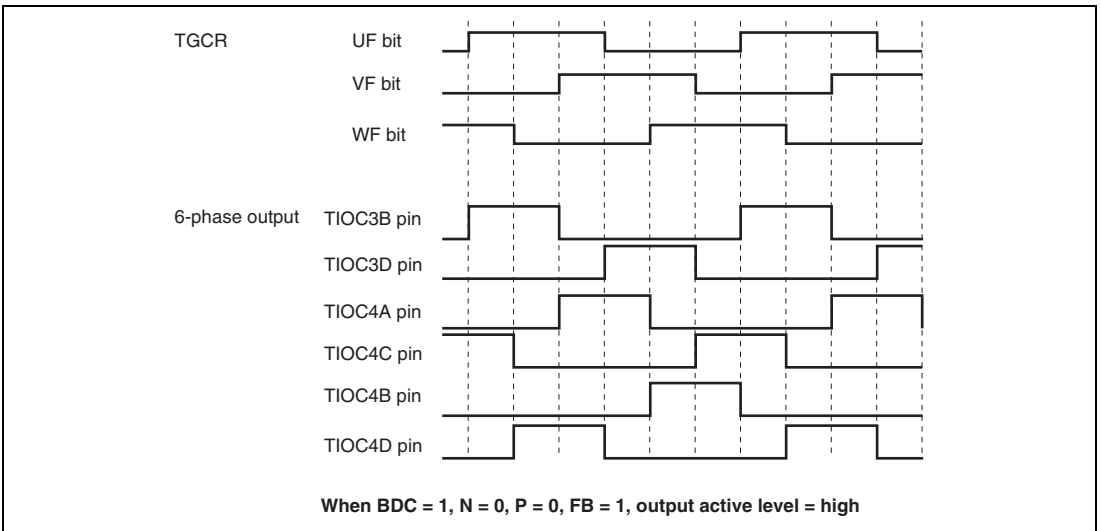 TGCR UF bit
VF bit
WF bit
6-phase output TIOC3B pin
TIOC3D pin
TIOC4A pin
TIOC4C pin
TIOC4B pin
TIOC4D pin
When BDC = 1, N = 0, P = 0, FB = 1, output active level = high